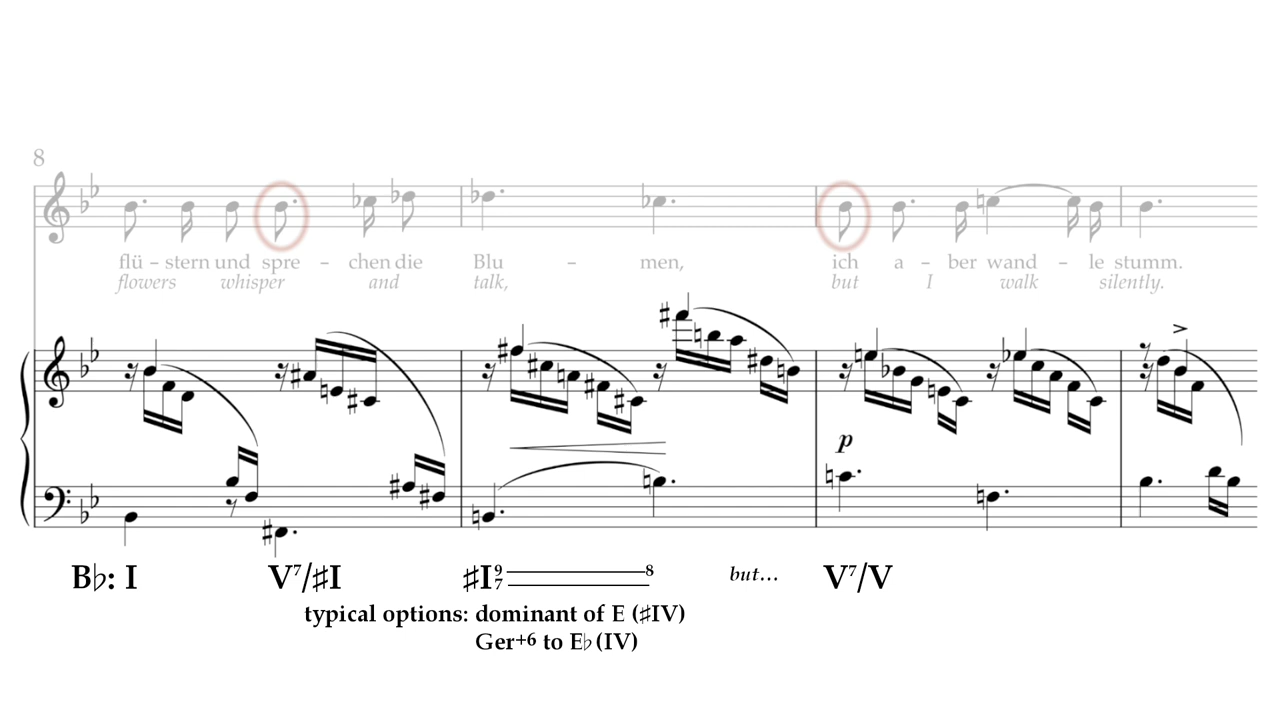 8
flü – stern und spre – chen die Blu – men, ich a – ber wand – le stumm.
flowers whisper and talk, but I walk silently.
p
B♭: I V⁷/♯I ♯I⁹₇ 8 but… V⁷/V
typical options: dominant of E (♯IV)
Ger+6 to E♭(IV)